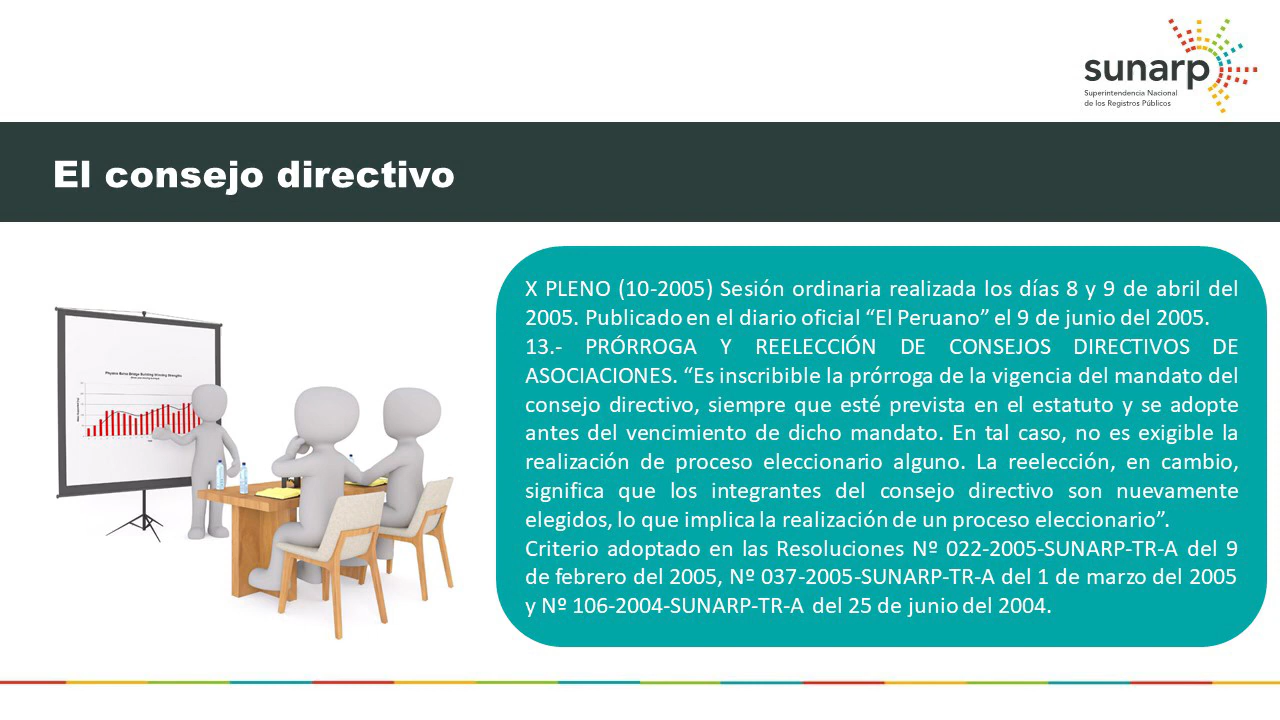 sunarp
Superintendencia Nacional
de los Registros Públicos
El consejo directivo
X PLENO (10-2005) Sesión ordinaria realizada los días 8 y 9 de abril del
2005. Publicado en el diario oficial “El Peruano” el 9 de junio del 2005.
13.- PRÓRROGA Y REELECCIÓN DE CONSEJOS DIRECTIVOS DE
ASOCIACIONES. “Es inscribible la prórroga de la vigencia del mandato del
consejo directivo, siempre que esté prevista en el estatuto y se adopte
antes del vencimiento de dicho mandato. En tal caso, no es exigible la
realización de proceso eleccionario alguno. La reelección, en cambio,
significa que los integrantes del consejo directivo son nuevamente
elegidos, lo que implica la realización de un proceso eleccionario”.
Criterio adoptado en las Resoluciones Nº 022-2005-SUNARP-TR-A del 9
de febrero del 2005, Nº 037-2005-SUNARP-TR-A del 1 de marzo del 2005
y Nº 106-2004-SUNARP-TR-A del 25 de junio del 2004.